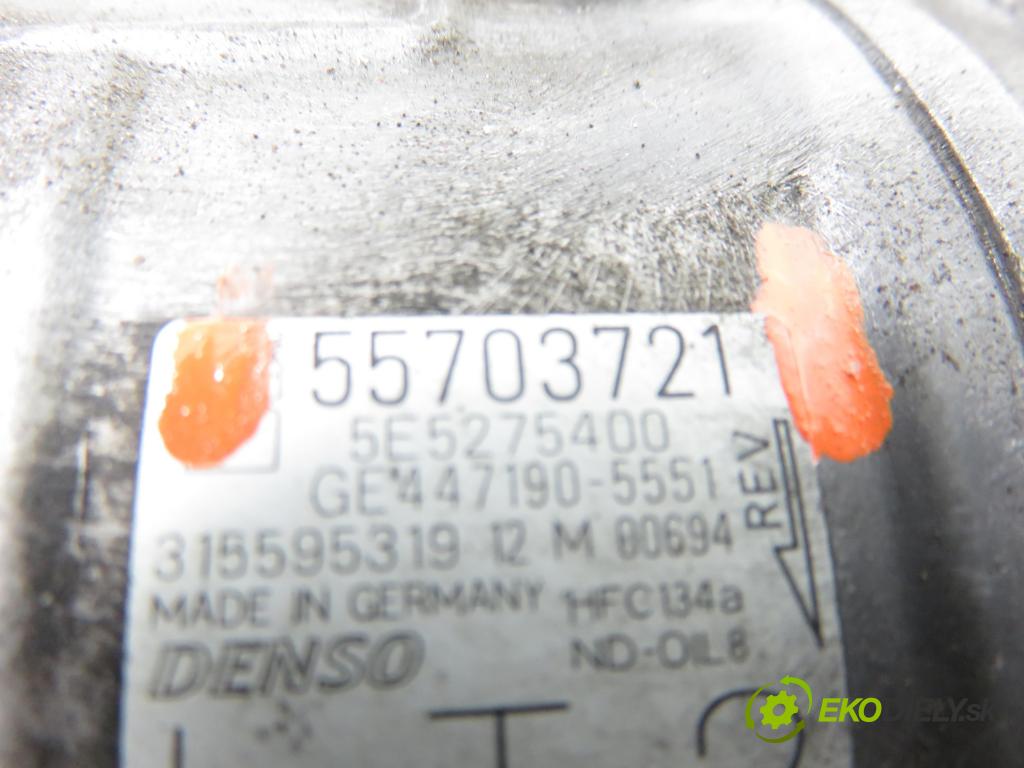 55703721
5E5275400
GE447190-5551
315595319 12 M 00694
REV
MADE IN GERMANY HFC134a
DENSO ND-OIL8
EKODIELY.sk